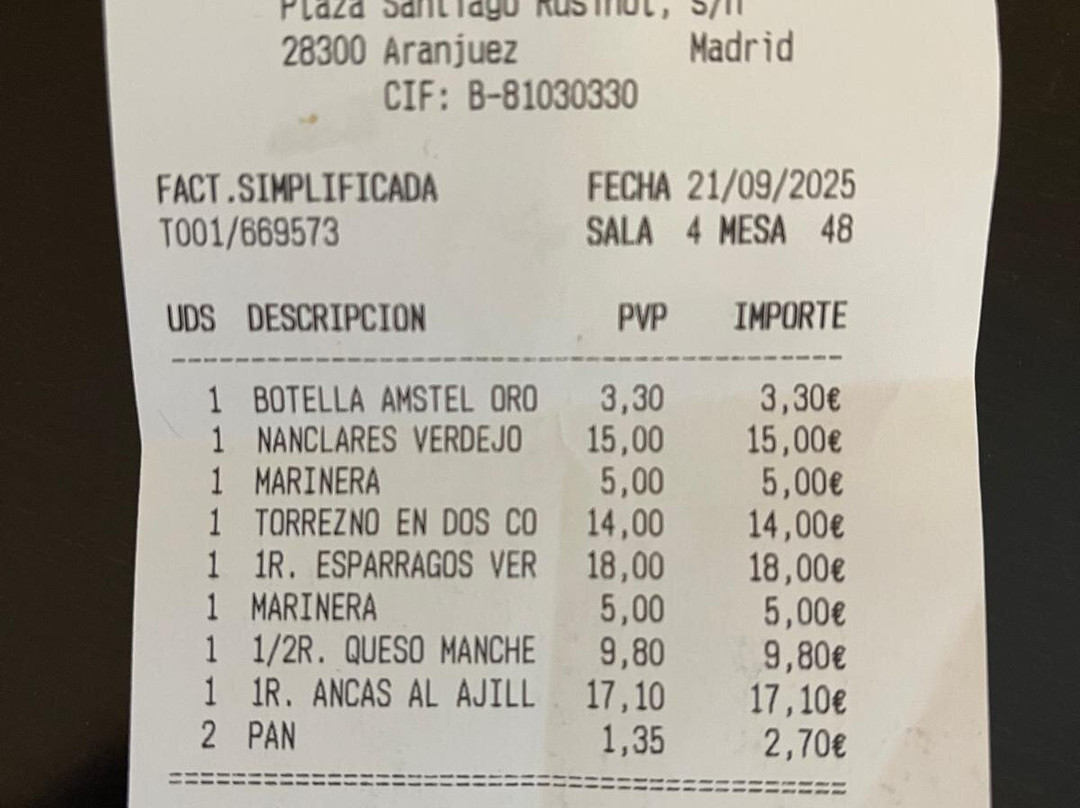 Plaza Santiago Rusiñol, s/n
28300 Aranjuez Madrid
CIF: B-81030330
FACT.SIMPLIFICADA FECHA 21/09/2025
T001/669573 SALA 4 MESA 48
UDS DESCRIPCION PVP IMPORTE
1 BOTELLA AMSTEL ORO 3,30 3,30€
1 NANCLARES VERDEJO 15,00 15,00€
1 MARINERA 5,00 5,00€
1 TORREZNO EN DOS CO 14,00 14,00€
1 1R. ESPARRAGOS VER 18,00 18,00€
1 MARINERA 5,00 5,00€
1 1/2R. QUESO MANCHE 9,80 9,80€
1 1R. ANCAS AL AJILL 17,10 17,10€
2 PAN 1,35 2,70€